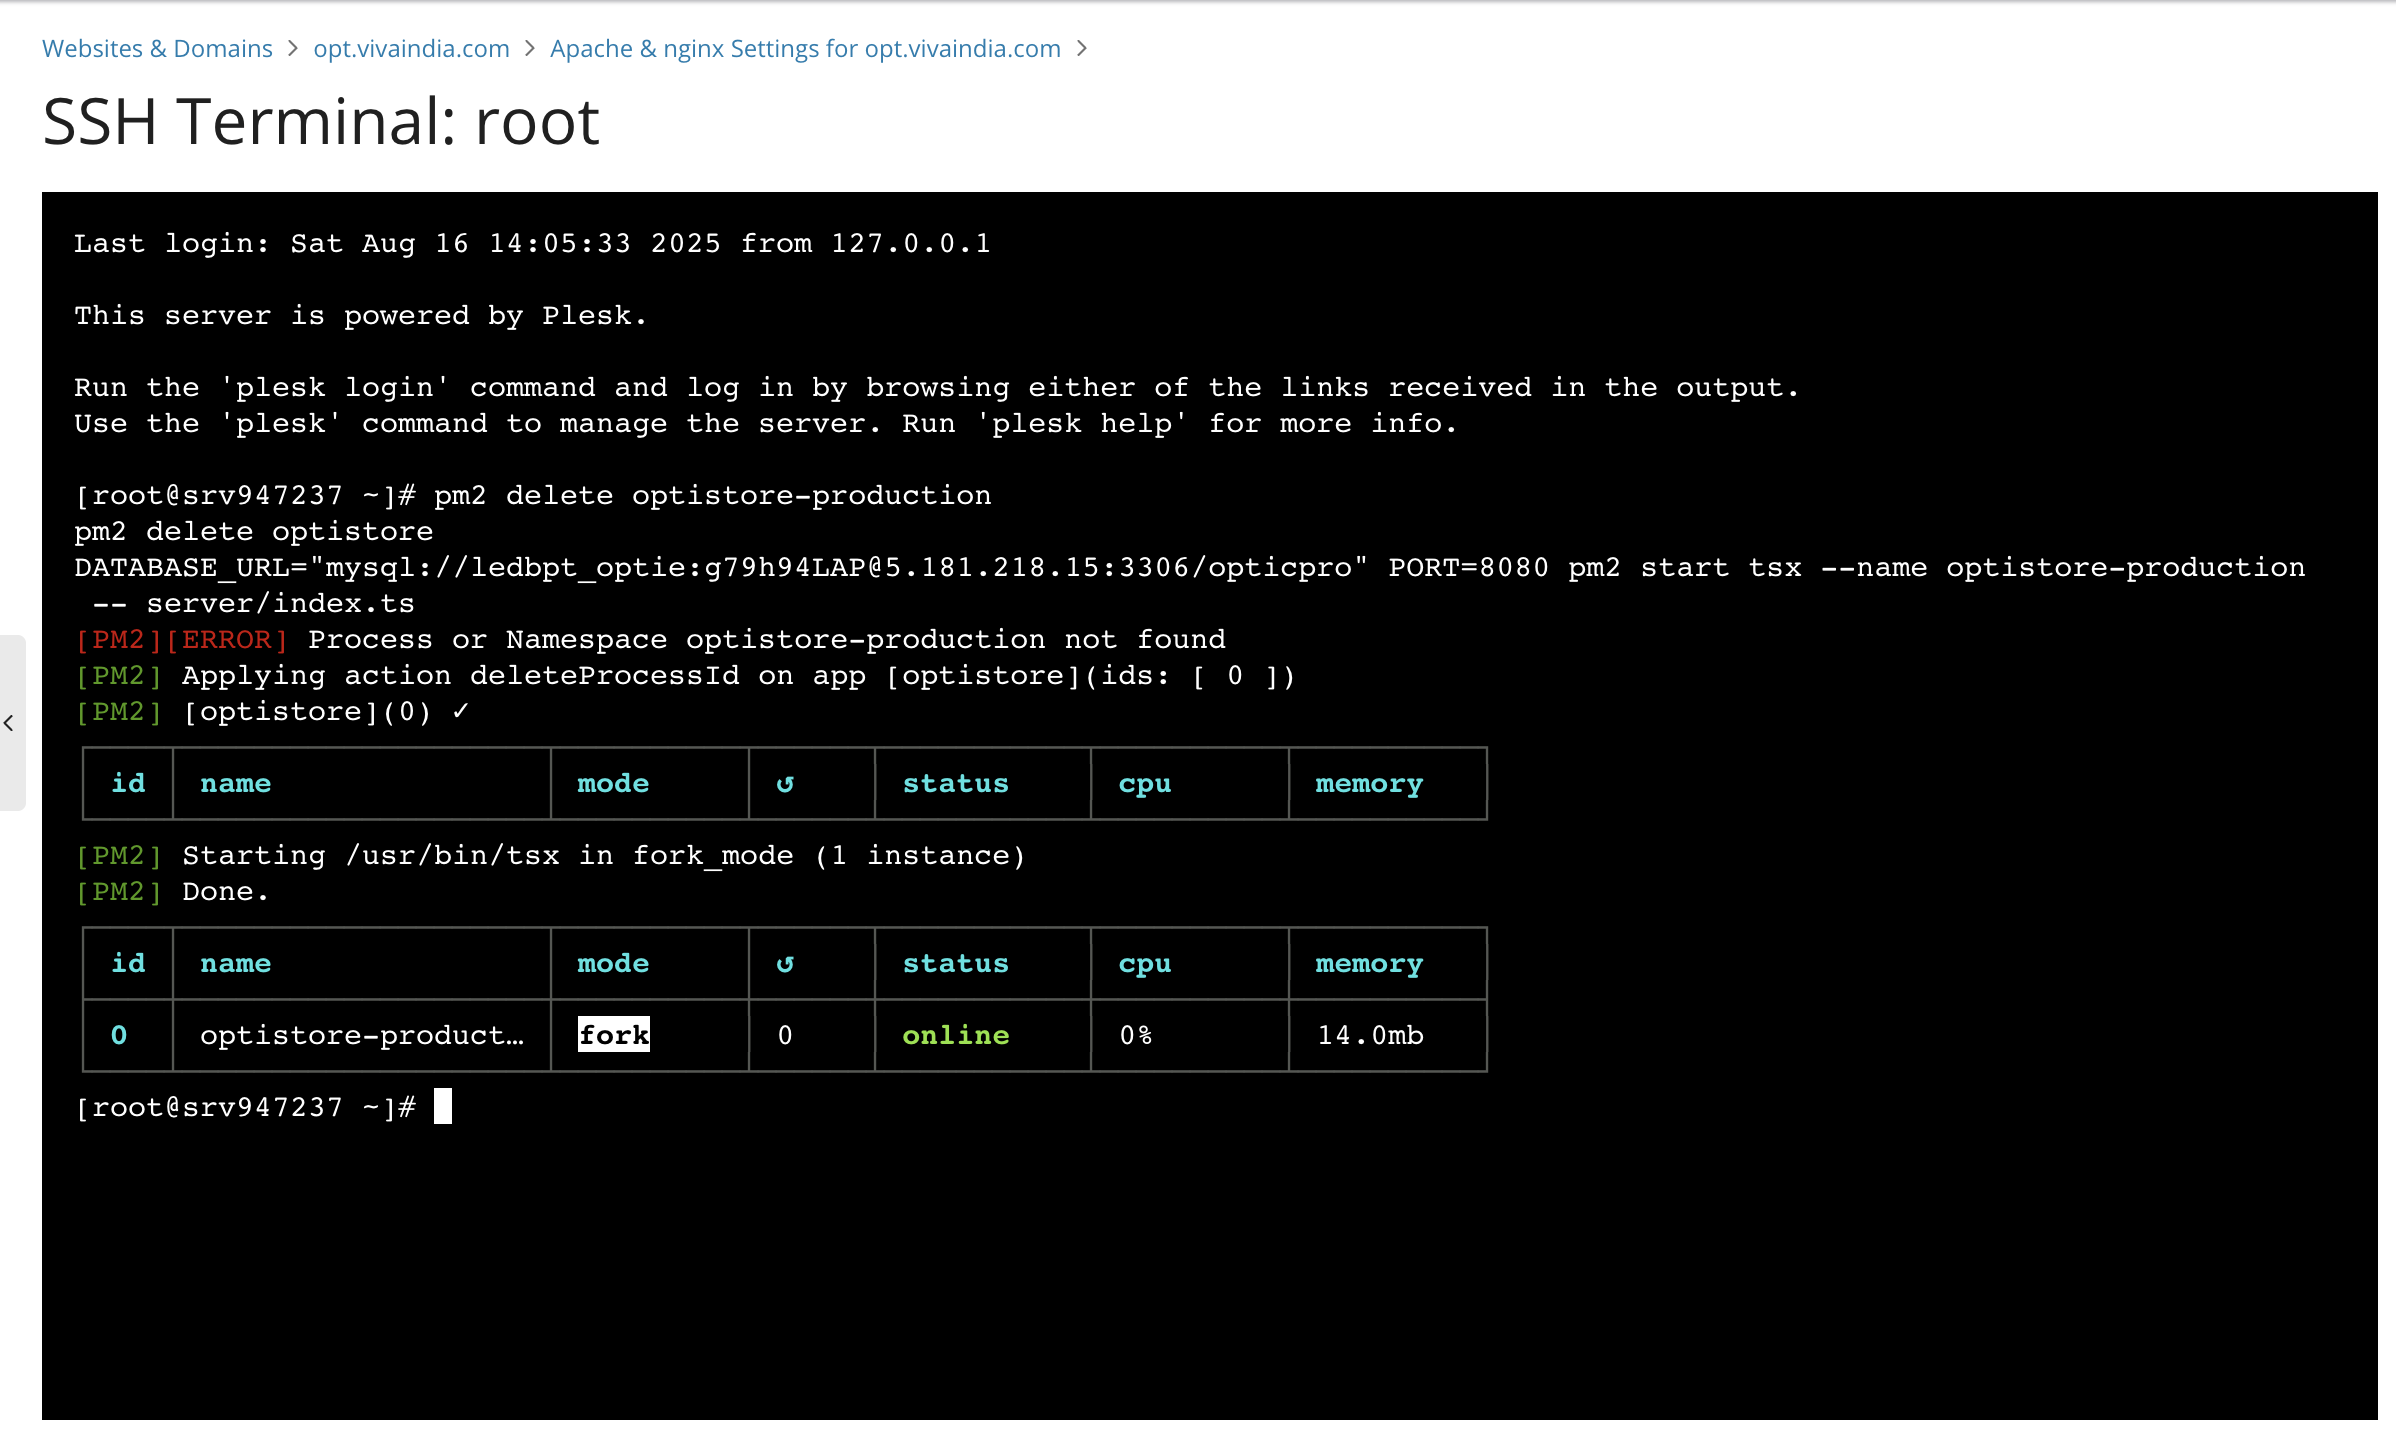 Websites & Domains > opt.vivaindia.com > Apache & nginx Settings for opt.vivaindia.com >
SSH Terminal: root
Last login: Sat Aug 16 14:05:33 2025 from 127.0.0.1
This server is powered by Plesk.
Run the 'plesk login' command and log in by browsing either of the links received in the output.
Use the 'plesk' command to manage the server. Run 'plesk help' for more info.
[root@srv947237 ~]# pm2 delete optistore-production
pm2 delete optistore
DATABASE_URL="mysql://ledbpt_optie:g79h94LAP@5.181.218.15:3306/opticpro" PORT=8080 pm2 start tsx --name optistore-production
-- server/index.ts
[PM2][ERROR] Process or Namespace optistore-production not found
[PM2] Applying action deleteProcessId on app [optistore](ids: [ 0 ])
[PM2] [optistore](0) ✓
id name mode ↺ status cpu memory
[PM2] Starting /usr/bin/tsx in fork_mode (1 instance)
[PM2] Done.
id name mode ↺ status cpu memory
0 optistore-product… fork 0 online 0% 14.0mb
[root@srv947237 ~]#